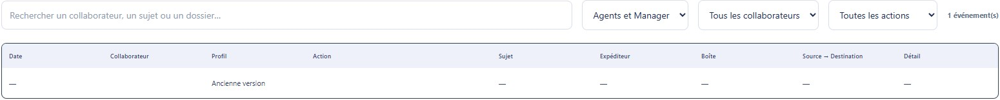 Rechercher un collaborateur, un sujet ou un dossier... Agents et Manager Tous les collaborateurs Toutes les actions 1 événement(s)
Date Collaborateur Profil Action Sujet Expéditeur Boîte Source → Destination Détail
— Ancienne version — — — — —